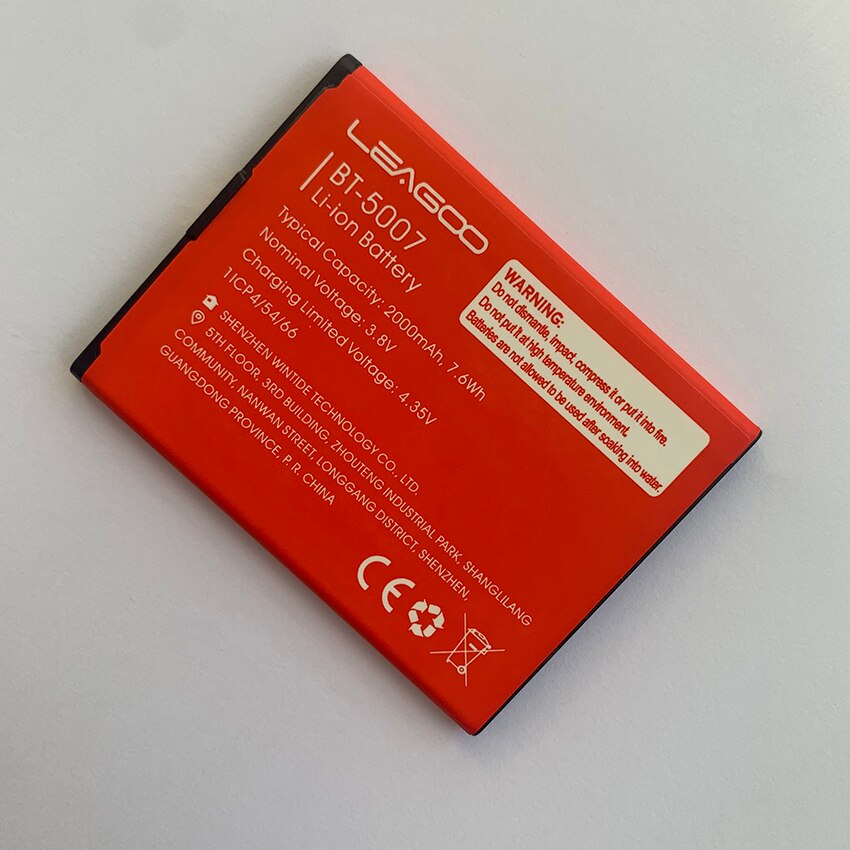 LEAGOO
BT-5007
Li-ion Battery
Typical Capacity: 2000mAh, 7.6Wh
Nominal Voltage: 3.8V
Charging Limited Voltage: 4.35V
1ICP4/54/66
SHENZHEN WINTIDE TECHNOLOGY CO., LTD.
5TH FLOOR, 3RD BUILDING, ZHOUTENG INDUSTRIAL PARK, SHANGLILANG
COMMUNITY, NANWAN STREET, LONGGANG DISTRICT, SHENZHEN,
GUANGDONG PROVINCE, P. R. CHINA
CE
WARNING:
Do not dismantle, impact, compress it or put it into fire.
Do not put it at high temperature environment.
Batteries are not allowed to be used after soaking into water.